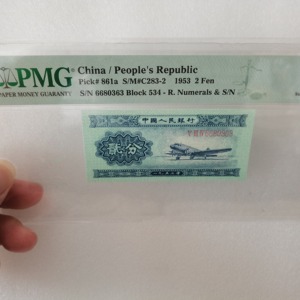 PMG
PAPER MONEY GUARANTY
China / People's Republic
Pick# 861a S/M#C283-2 1953 2 Fen
S/N 6680363 Block 534 - R. Numerals & S/N
中國人民銀行
貳分